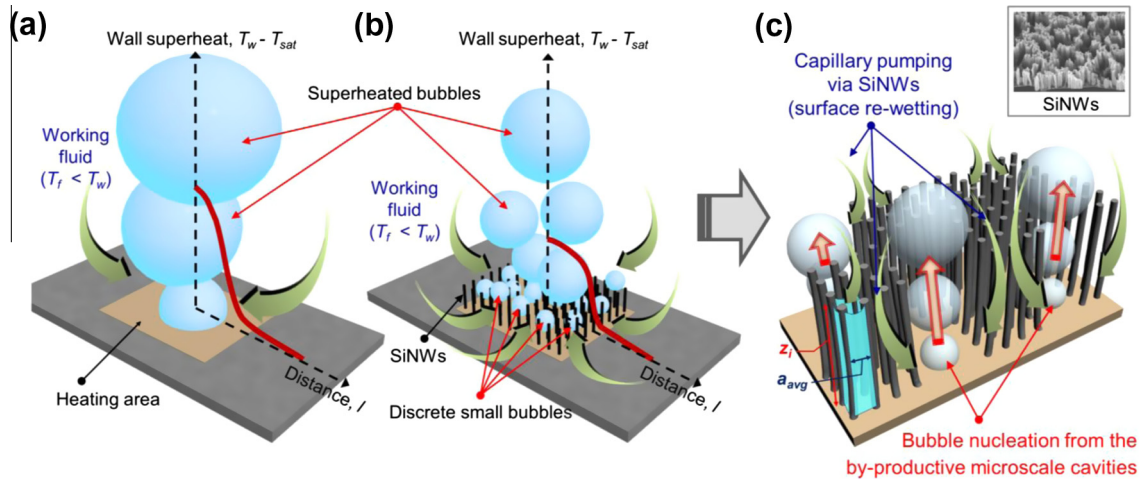 (a)
Wall superheat, Tw - Tsat
Superheated bubbles
Working
fluid
(Tf < Tw)
Heating area
Distance, l
(b)
Wall superheat, Tw - Tsat
Working
fluid
(Tf < Tw)
SiNWs
Discrete small bubbles
Distance, l
(c)
Capillary pumping
via SiNWs
(surface re-wetting)
SiNWs
zi
aavg
Bubble nucleation from the
by-productive microscale cavities